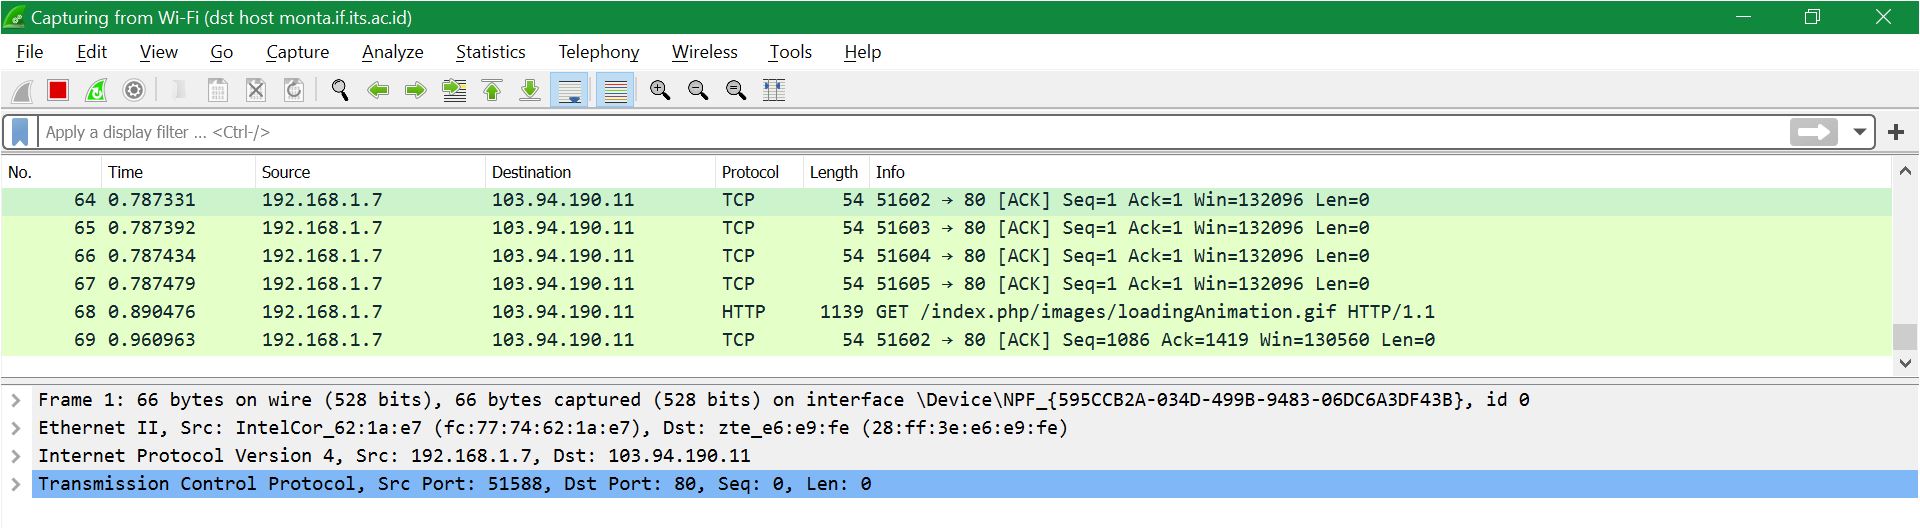 Capturing from Wi-Fi (dst host monta.if.its.ac.id)
File Edit View Go Capture Analyze Statistics Telephony Wireless Tools Help
Apply a display filter ... <Ctrl-/>
No. Time Source Destination Protocol Length Info
64 0.787331 192.168.1.7 103.94.190.11 TCP 54 51602 → 80 [ACK] Seq=1 Ack=1 Win=132096 Len=0
65 0.787392 192.168.1.7 103.94.190.11 TCP 54 51603 → 80 [ACK] Seq=1 Ack=1 Win=132096 Len=0
66 0.787434 192.168.1.7 103.94.190.11 TCP 54 51604 → 80 [ACK] Seq=1 Ack=1 Win=132096 Len=0
67 0.787479 192.168.1.7 103.94.190.11 TCP 54 51605 → 80 [ACK] Seq=1 Ack=1 Win=132096 Len=0
68 0.890476 192.168.1.7 103.94.190.11 HTTP 1139 GET /index.php/images/loadingAnimation.gif HTTP/1.1
69 0.960963 192.168.1.7 103.94.190.11 TCP 54 51602 → 80 [ACK] Seq=1086 Ack=1419 Win=130560 Len=0
Frame 1: 66 bytes on wire (528 bits), 66 bytes captured (528 bits) on interface \Device\NPF_{595CCB2A-034D-499B-9483-06DC6A3DF43B}, id 0
Ethernet II, Src: IntelCor_62:1a:e7 (fc:77:74:62:1a:e7), Dst: zte_e6:e9:fe (28:ff:3e:e6:e9:fe)
Internet Protocol Version 4, Src: 192.168.1.7, Dst: 103.94.190.11
Transmission Control Protocol, Src Port: 51588, Dst Port: 80, Seq: 0, Len: 0